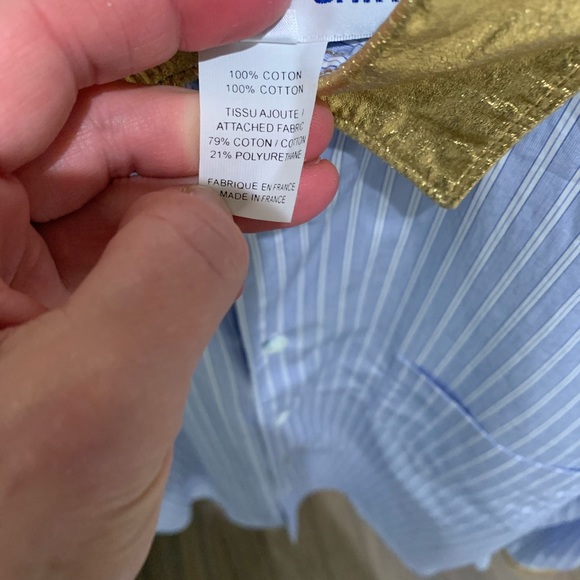 100% COTON
100% COTTON
TISSU AJOUTE /
ATTACHED FABRIC
79% COTON / COTTON
21% POLYURETHANE
FABRIQUE EN FRANCE
MADE IN FRANCE